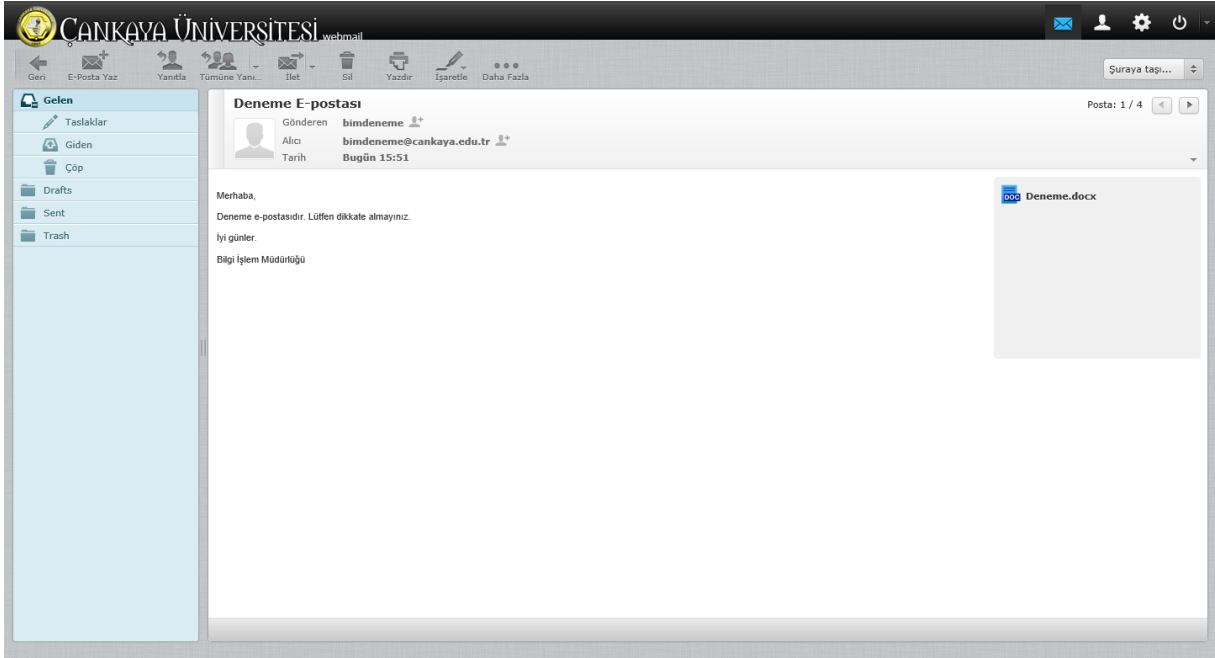 ÇANKAYA ÜNİVERSİTESİ webmail
Geri E-Posta Yaz Yanıtla Tümüne Yanı... İlet Sil Yazdır İşaretle Daha Fazla
Şuraya taşı...
Gelen
Taslaklar
Giden
Çöp
Drafts
Sent
Trash
Deneme E-postası
Posta: 1 / 4
Gönderen bimdeneme
Alıcı bimdeneme@cankaya.edu.tr
Tarih Bugün 15:51
Merhaba,
Deneme e-postasıdır. Lütfen dikkate almayınız.
İyi günler.
Bilgi İşlem Müdürlüğü
DOC Deneme.docx